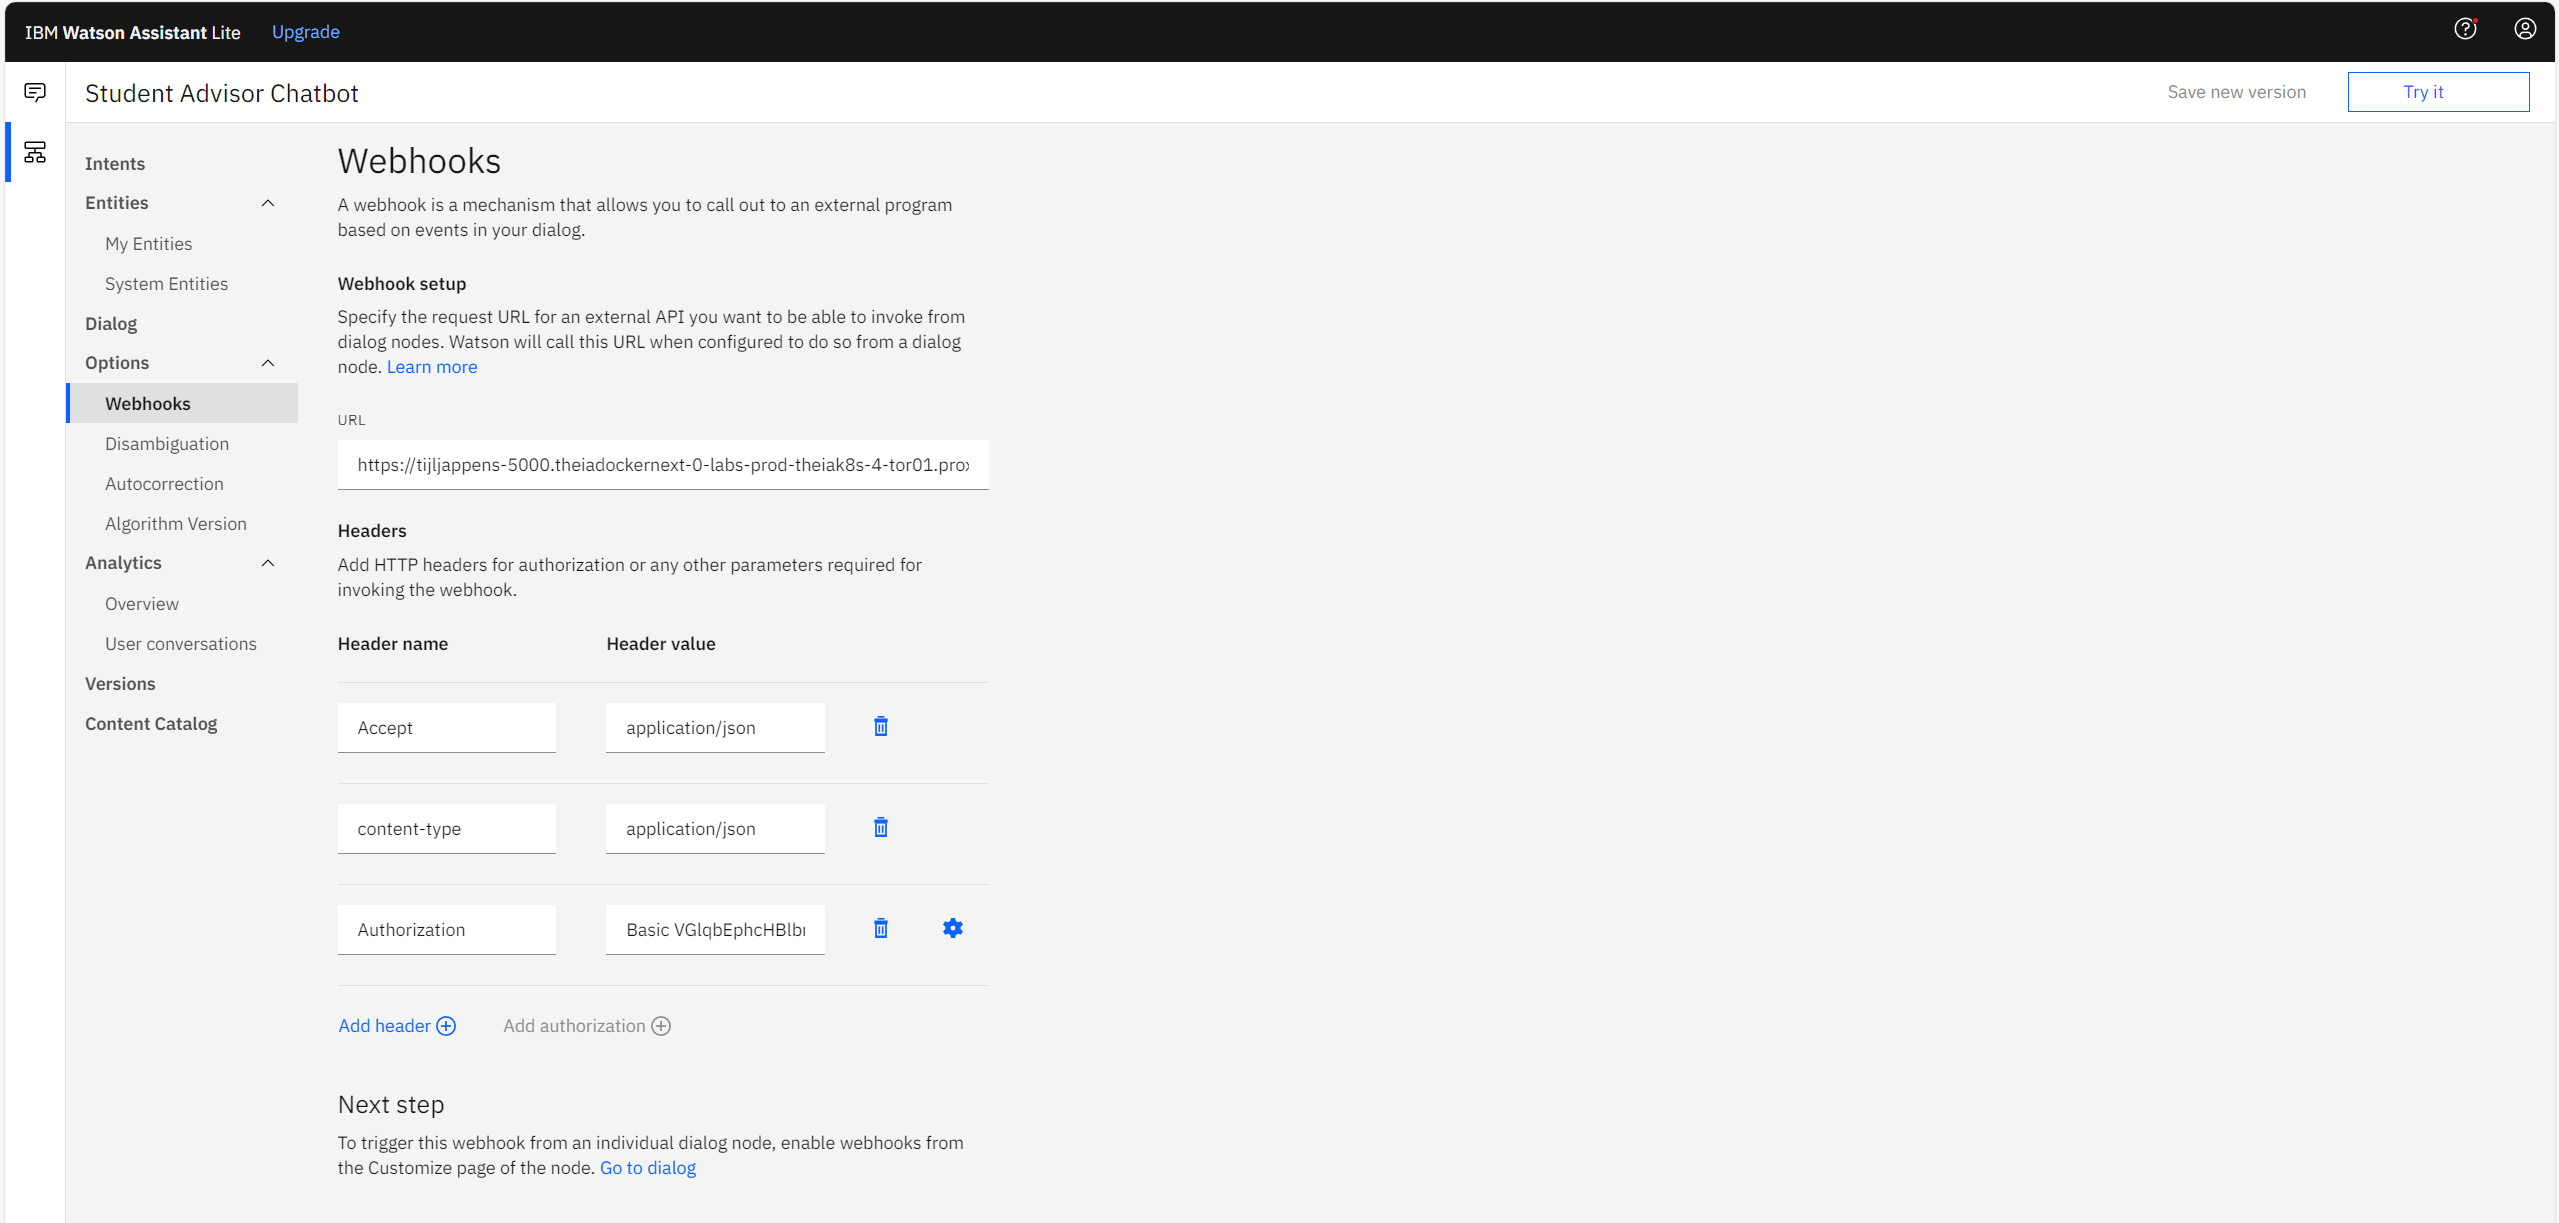 IBM Watson Assistant Lite
Upgrade
Student Advisor Chatbot
Save new version
Try it
Intents
Entities
My Entities
System Entities
Dialog
Options
Webhooks
Disambiguation
Autocorrection
Algorithm Version
Analytics
Overview
User conversations
Versions
Content Catalog
Webhooks
A webhook is a mechanism that allows you to call out to an external program
based on events in your dialog.
Webhook setup
Specify the request URL for an external API you want to be able to invoke from
dialog nodes. Watson will call this URL when configured to do so from a dialog
node. Learn more
URL
https://tijljappens-5000.theiadockernext-0-labs-prod-theiak8s-4-tor01.prox
Headers
Add HTTP headers for authorization or any other parameters required for
invoking the webhook.
Header name Header value
Accept application/json
content-type application/json
Authorization Basic VGlqbEphcHBlbr
Add header Add authorization
Next step
To trigger this webhook from an individual dialog node, enable webhooks from
the Customize page of the node. Go to dialog